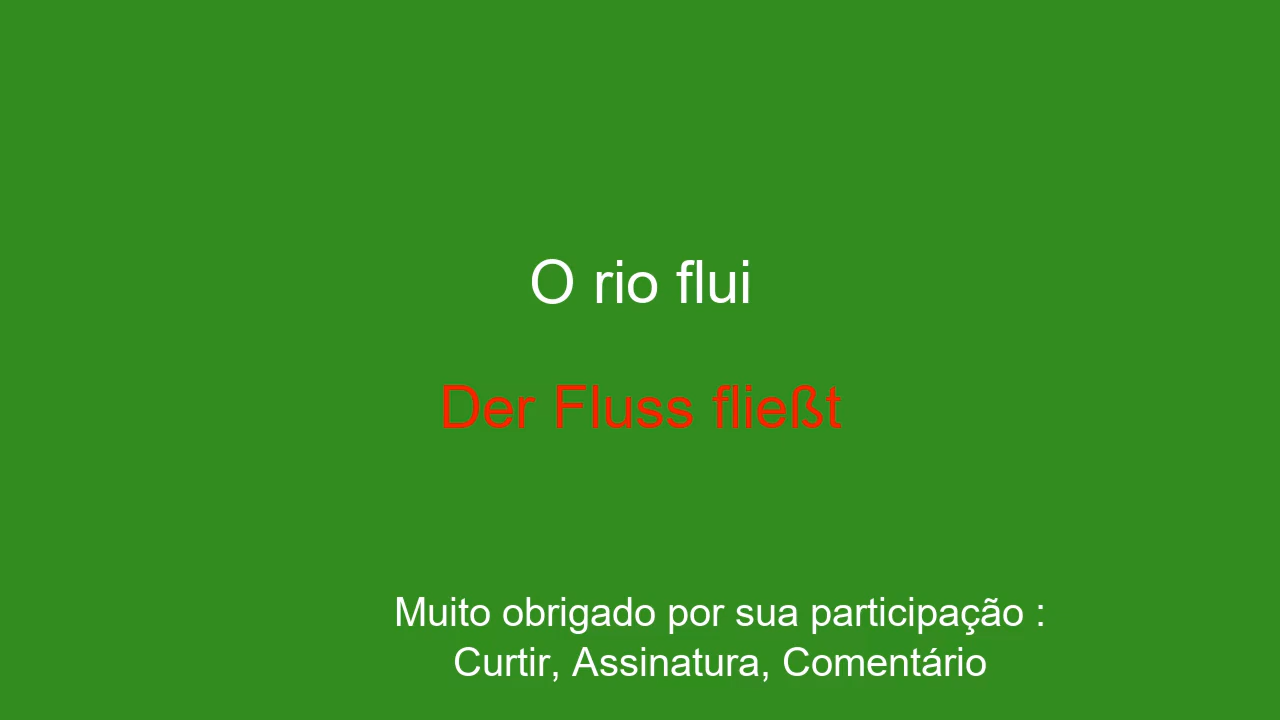 O rio flui
Der Fluss fließt
Muito obrigado por sua participação :
Curtir, Assinatura, Comentário